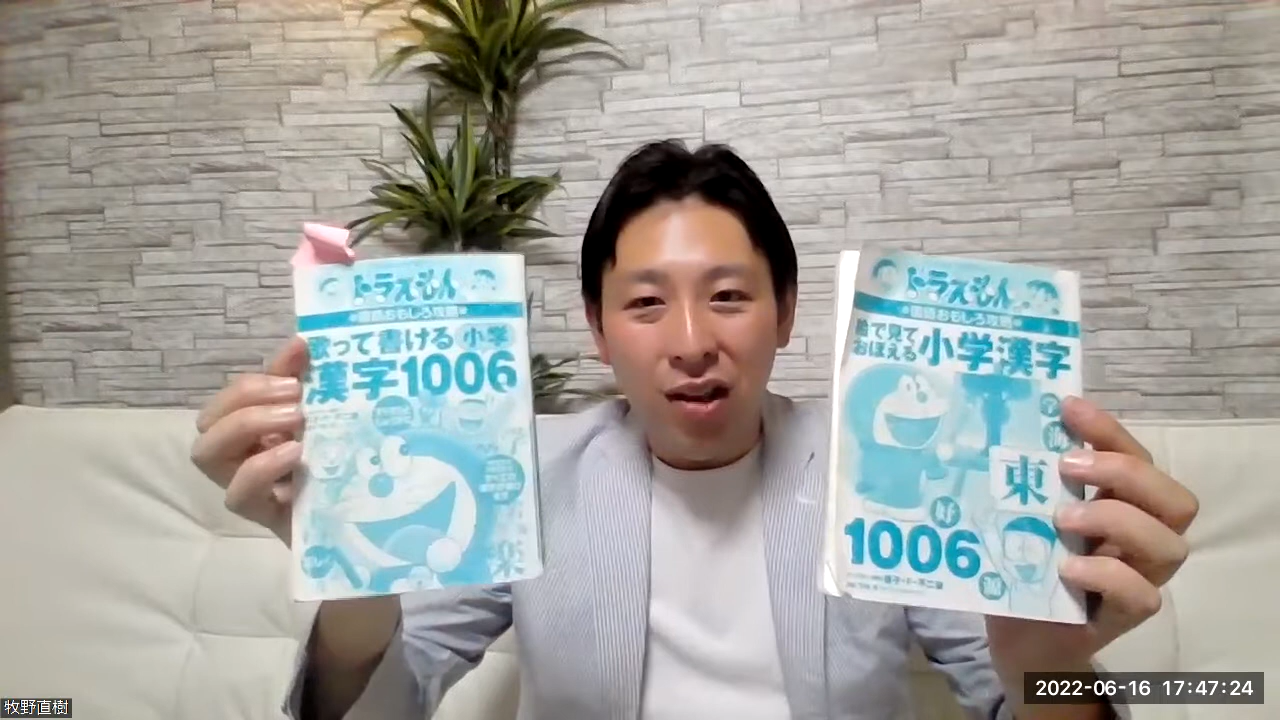 ドラえもん
国語おもしろ攻略
歌って書ける 小学
漢字1006
楽
ドラえもん
国語おもしろ攻略
絵で見て
おぼえる
小学漢字
東
好
1006
2022-06-16 17:47:24
牧野直樹